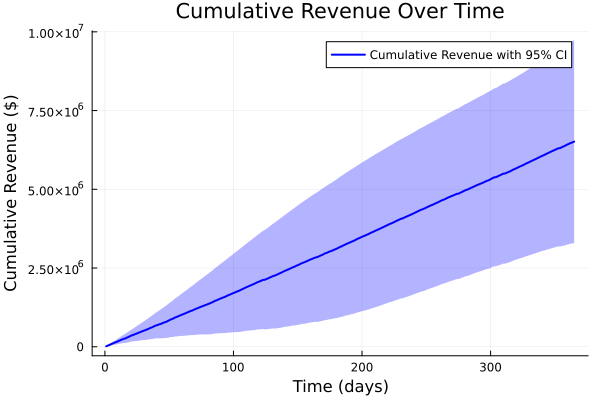 Cumulative Revenue Over Time
1.00×10⁷
Cumulative Revenue with 95% CI
7.50×10⁶
5.00×10⁶
2.50×10⁶
0
Cumulative Revenue ($)
0 100 200 300
Time (days)